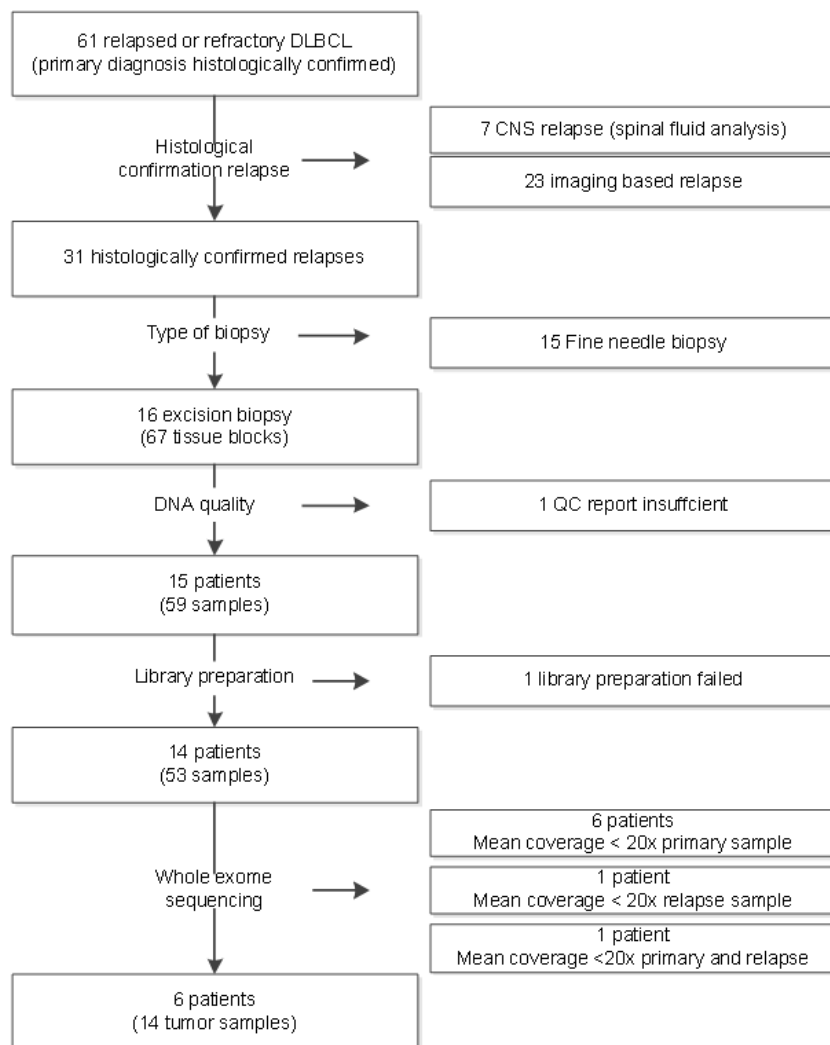 61 relapsed or refractory DLBCL
(primary diagnosis histologically confirmed)
Histological
confirmation relapse
7 CNS relapse (spinal fluid analysis)
23 imaging based relapse
31 histologically confirmed relapses
Type of biopsy
15 Fine needle biopsy
16 excision biopsy
(67 tissue blocks)
DNA quality
1 QC report insuffcient
15 patients
(59 samples)
Library preparation
1 library preparation failed
14 patients
(53 samples)
Whole exome
sequencing
6 patients
Mean coverage < 20x primary sample
1 patient
Mean coverage < 20x relapse sample
1 patient
Mean coverage <20x primary and relapse
6 patients
(14 tumor samples)